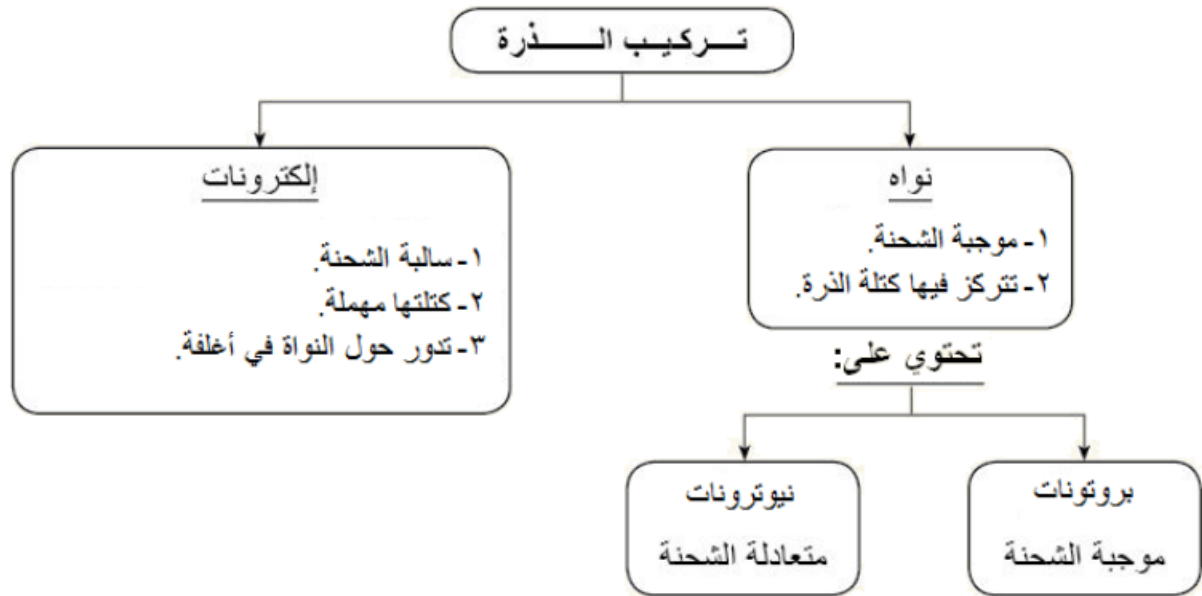 تـــركـيـب الـــــذرة
نواه
١- موجبة الشحنة.
٢- تتركز فيها كتلة الذرة.
تحتوي على:
بروتونات
موجبة الشحنة
نيوترونات
متعادلة الشحنة
إلكترونات
١- سالبة الشحنة.
٢- كتلتها مهملة.
٣- تدور حول النواة في أغلفة.